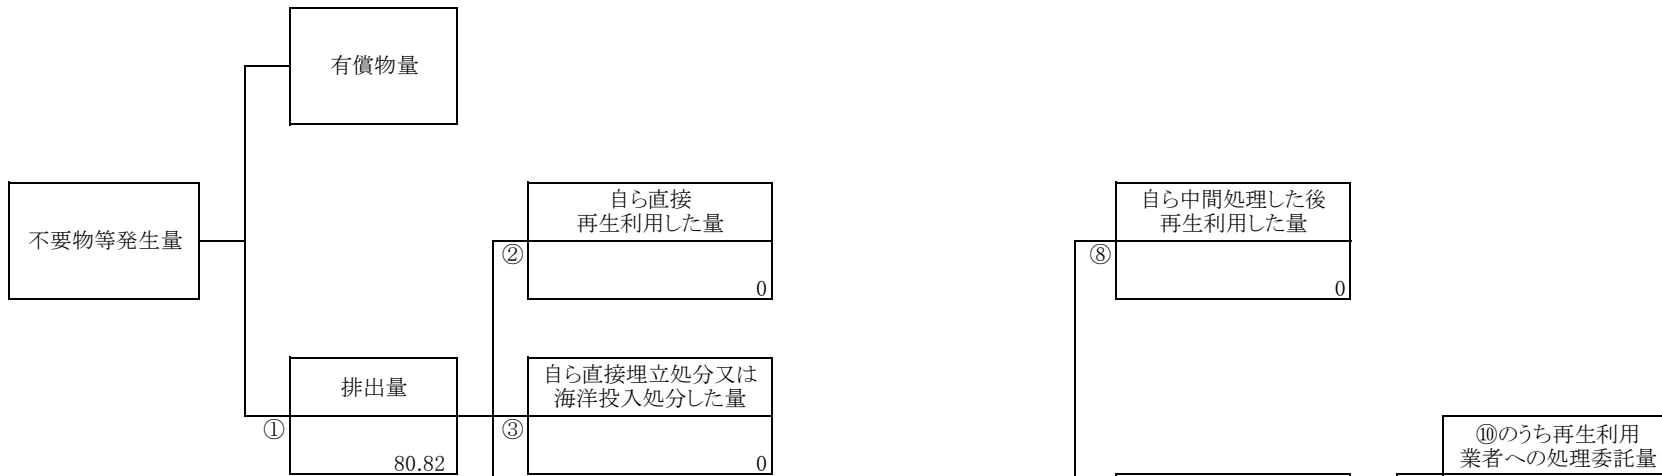 有償物量
不要物等発生量
自ら直接
再生利用した量
②
0
自ら中間処理した後
再生利用した量
⑧
0
排出量
①
80.82
自ら直接埋立処分又は
海洋投入処分した量
③
0
⑩のうち再生利用
業者への処理委託量